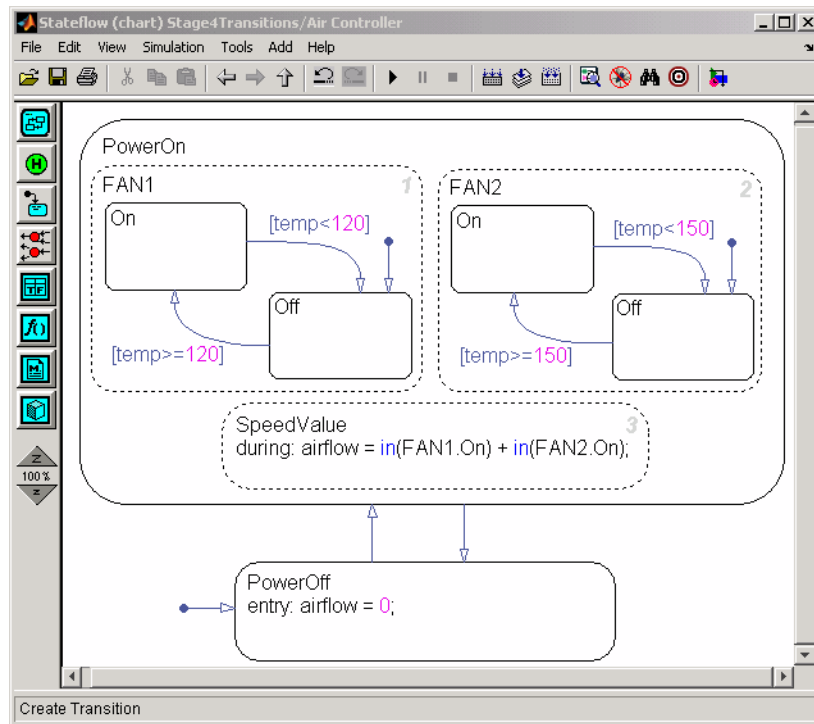 Stateflow (chart) Stage4Transitions/Air Controller
File Edit View Simulation Tools Add Help
PowerOn
FAN1
1
On
[temp<120]
Off
[temp>=120]
FAN2
2
On
[temp<150]
Off
[temp>=150]
SpeedValue
3
during: airflow = in(FAN1.On) + in(FAN2.On);
PowerOff
entry: airflow = 0;
H
TF
f()
M
Z
100 %
z
Create Transition